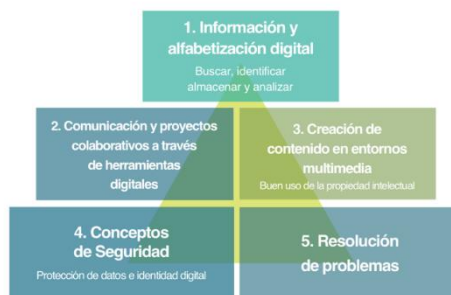 1. Información y
alfabetización digital
Buscar, identificar
almacenar y analizar
2. Comunicación y proyectos
colaborativos a través
de herramientas
digitales
3. Creación de
contenido en entornos
multimedia
Buen uso de la propiedad intelectual
4. Conceptos
de Seguridad
Protección de datos e identidad digital
5. Resolución
de problemas